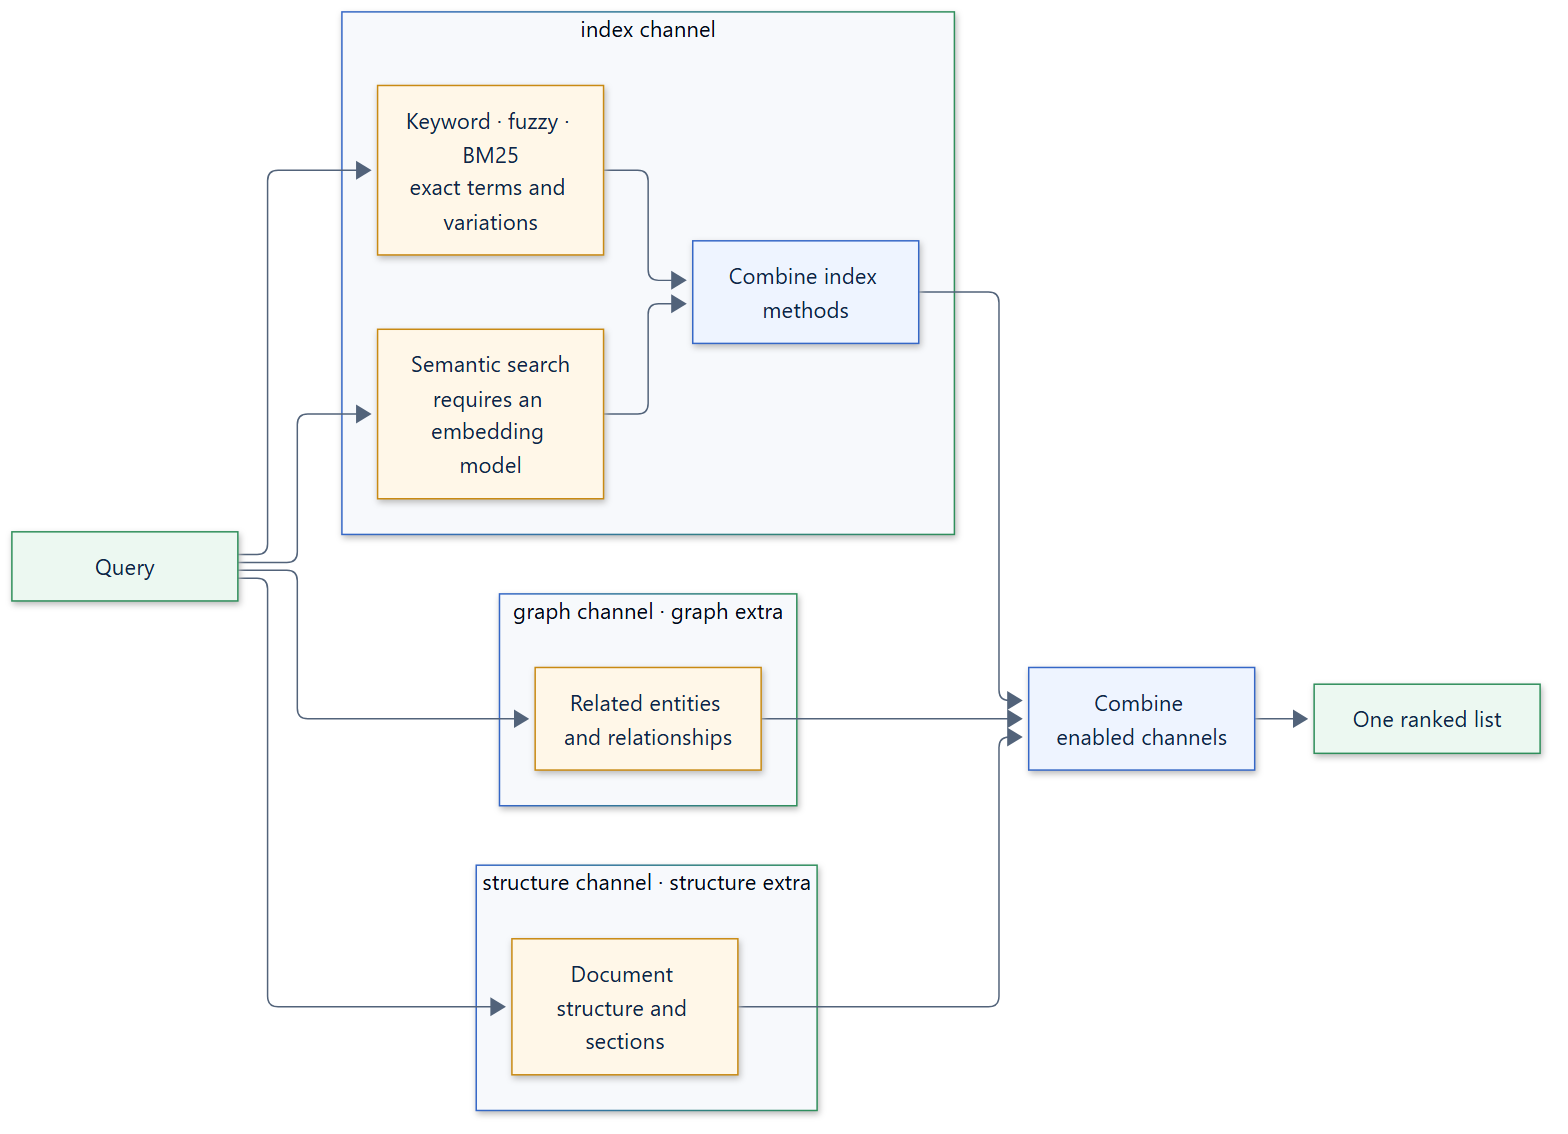 index channel
Keyword · fuzzy ·
BM25
exact terms and
variations
Combine index
methods
Semantic search
requires an
embedding
model
Query
graph channel · graph extra
Related entities
and relationships
Combine
enabled channels
One ranked list
structure channel · structure extra
Document
structure and
sections